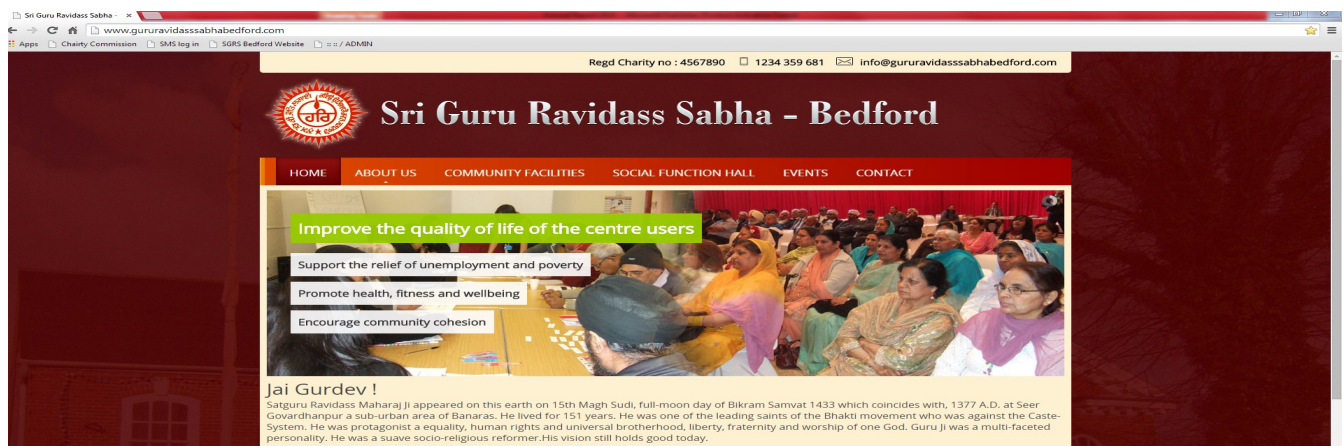 Sri Guru Ravidass Sabha -
www.gururavidasssabhabedford.com
Apps Chairty Commission SMS log in SGRS Bedford Website :: :: / ADMIN
Regd Charity no : 4567890 1234 359 681 info@gururavidasssabhabedford.com
ਹਰਿ
Sri Guru Ravidass Sabha - Bedford
HOME ABOUT US COMMUNITY FACILITIES SOCIAL FUNCTION HALL EVENTS CONTACT
Improve the quality of life of the centre users
Support the relief of unemployment and poverty
Promote health, fitness and wellbeing
Encourage community cohesion
Jai Gurdev !
Satguru Ravidass Maharaj Ji appeared on this earth on 15th Magh Sudi, full-moon day of Bikram Samvat 1433 which coincides with, 1377 A.D. at Seer
Govardhanpur a sub-urban area of Banaras. He lived for 151 years. He was one of the leading saints of the Bhakti movement who was against the Caste-
System. He was protagonist a equality, human rights and universal brotherhood, liberty, fraternity and worship of one God. Guru Ji was a multi-faceted
personality. He was a suave socio-religious reformer.His vision still holds good today.